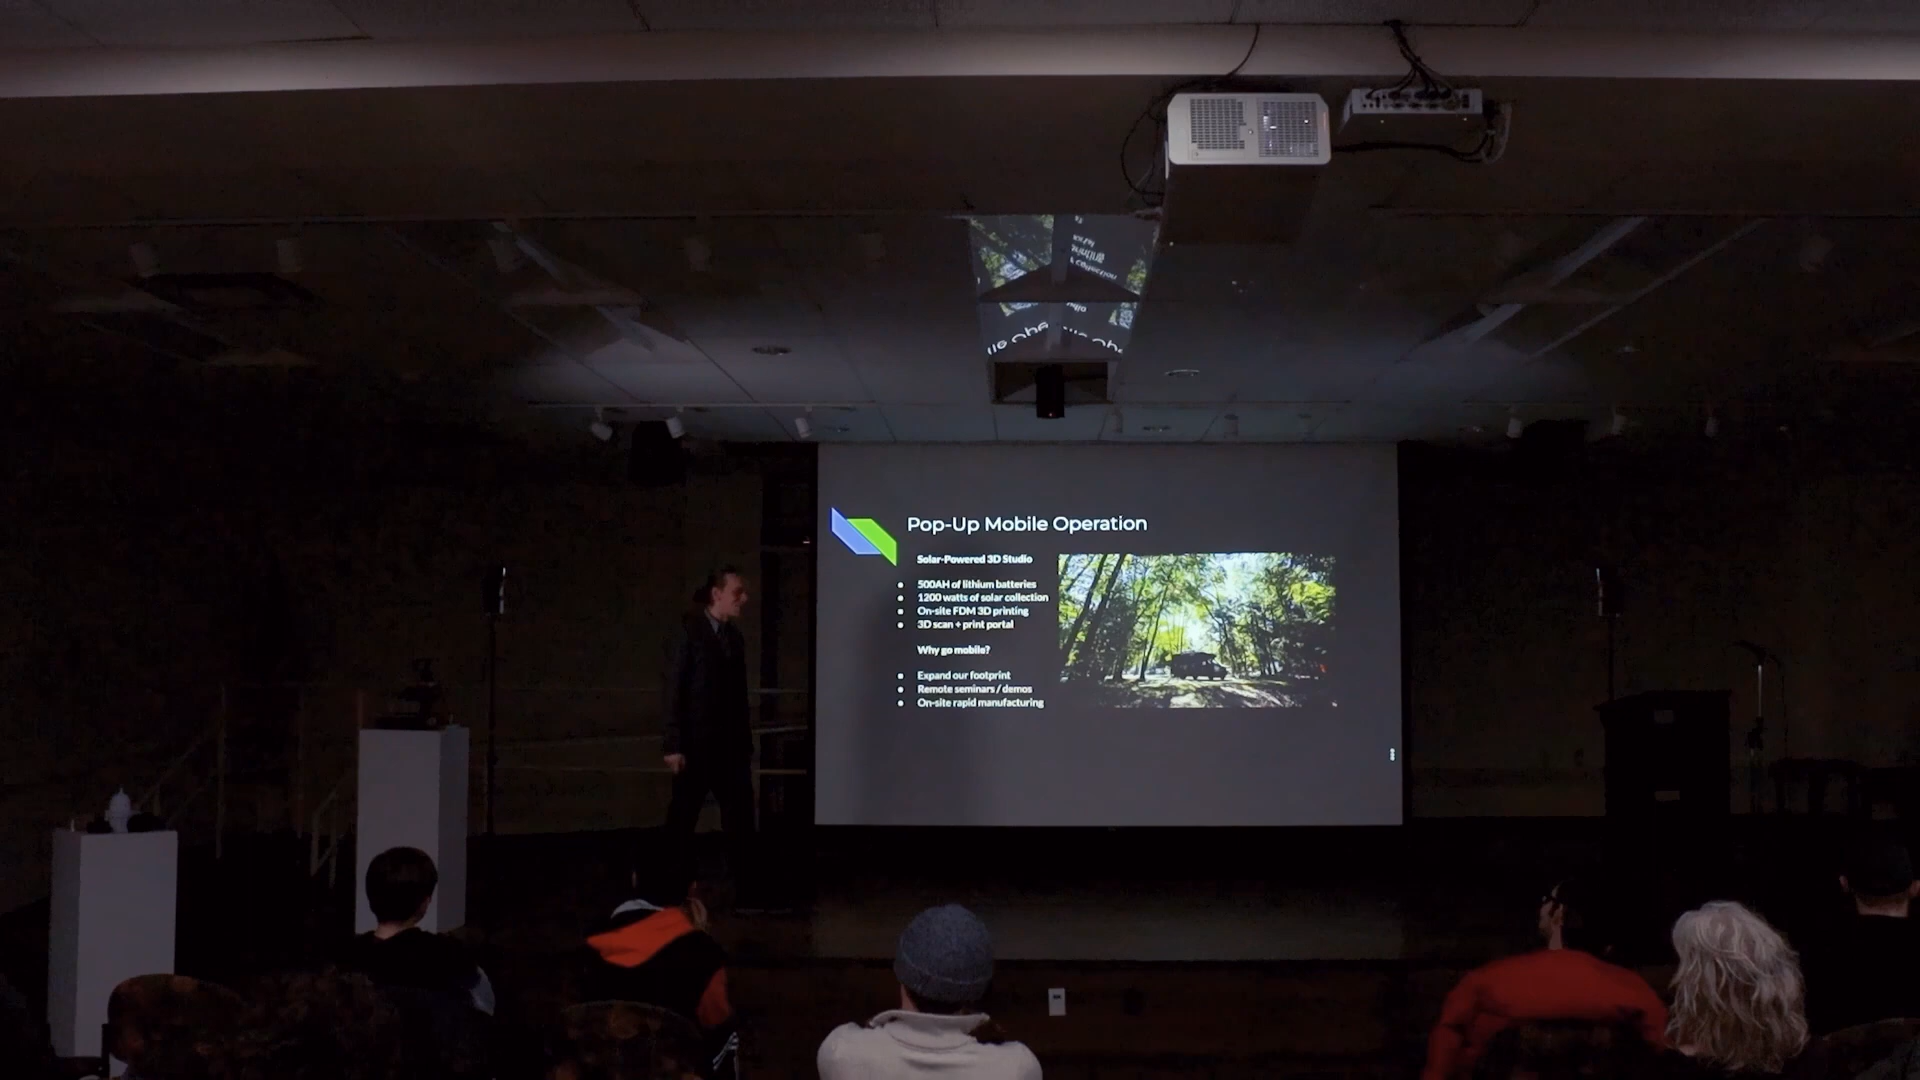 Pop-Up Mobile Operation
Solar-Powered 3D Studio
500AH of lithium batteries
1200 watts of solar collection
On-site FDM 3D printing
3D scan + print portal
Why go mobile?
Expand our footprint
Remote seminars / demos
On-site rapid manufacturing